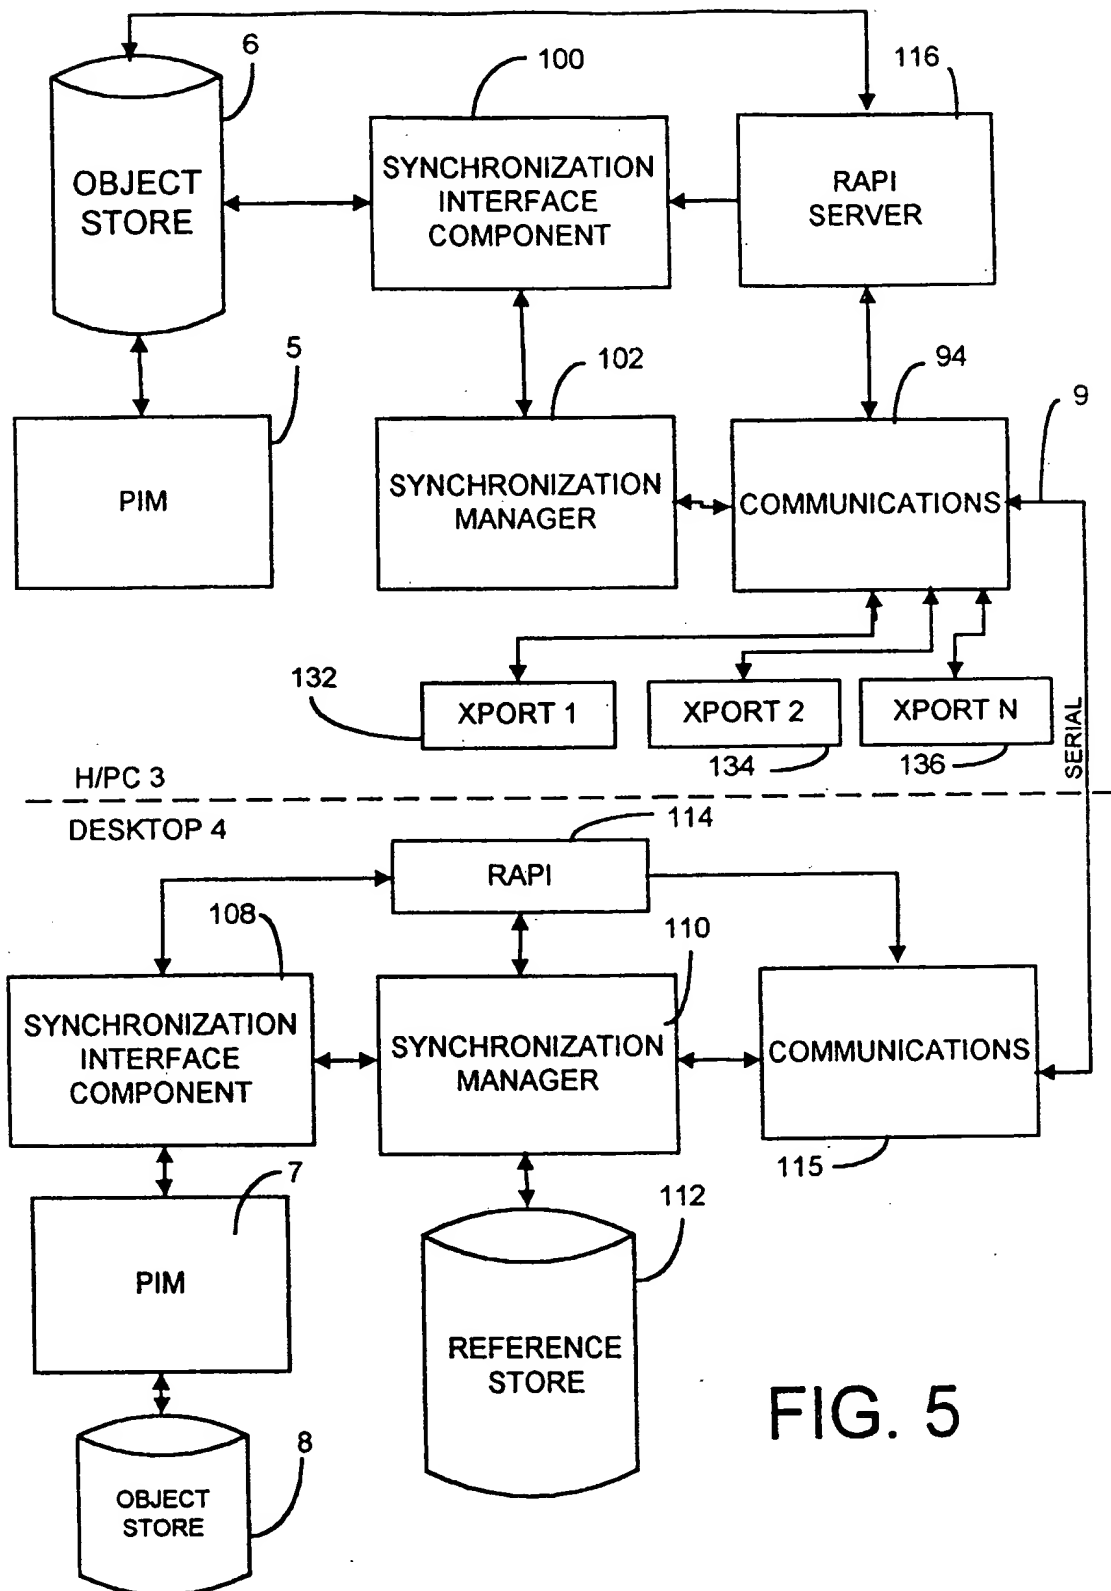 6
100
116
OBJECT
STORE
SYNCHRONIZATION
INTERFACE
COMPONENT
RAPI
SERVER
5
102
94
9
PIM
SYNCHRONIZATION
MANAGER
COMMUNICATIONS
132
XPORT 1
XPORT 2
XPORT N
134
136
SERIAL
H/PC 3
DESKTOP 4
114
RAPI
108
110
SYNCHRONIZATION
INTERFACE
COMPONENT
SYNCHRONIZATION
MANAGER
COMMUNICATIONS
115
7
112
PIM
REFERENCE
STORE
FIG. 5
8
OBJECT
STORE